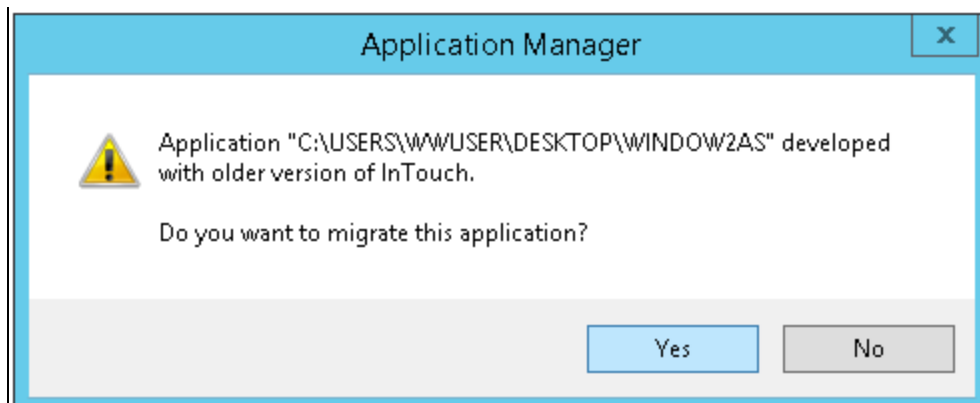 Application Manager
x
Application "C:\USERS\WWUSER\DESKTOP\WINDOW2AS" developed
with older version of InTouch.
Do you want to migrate this application?
Yes No